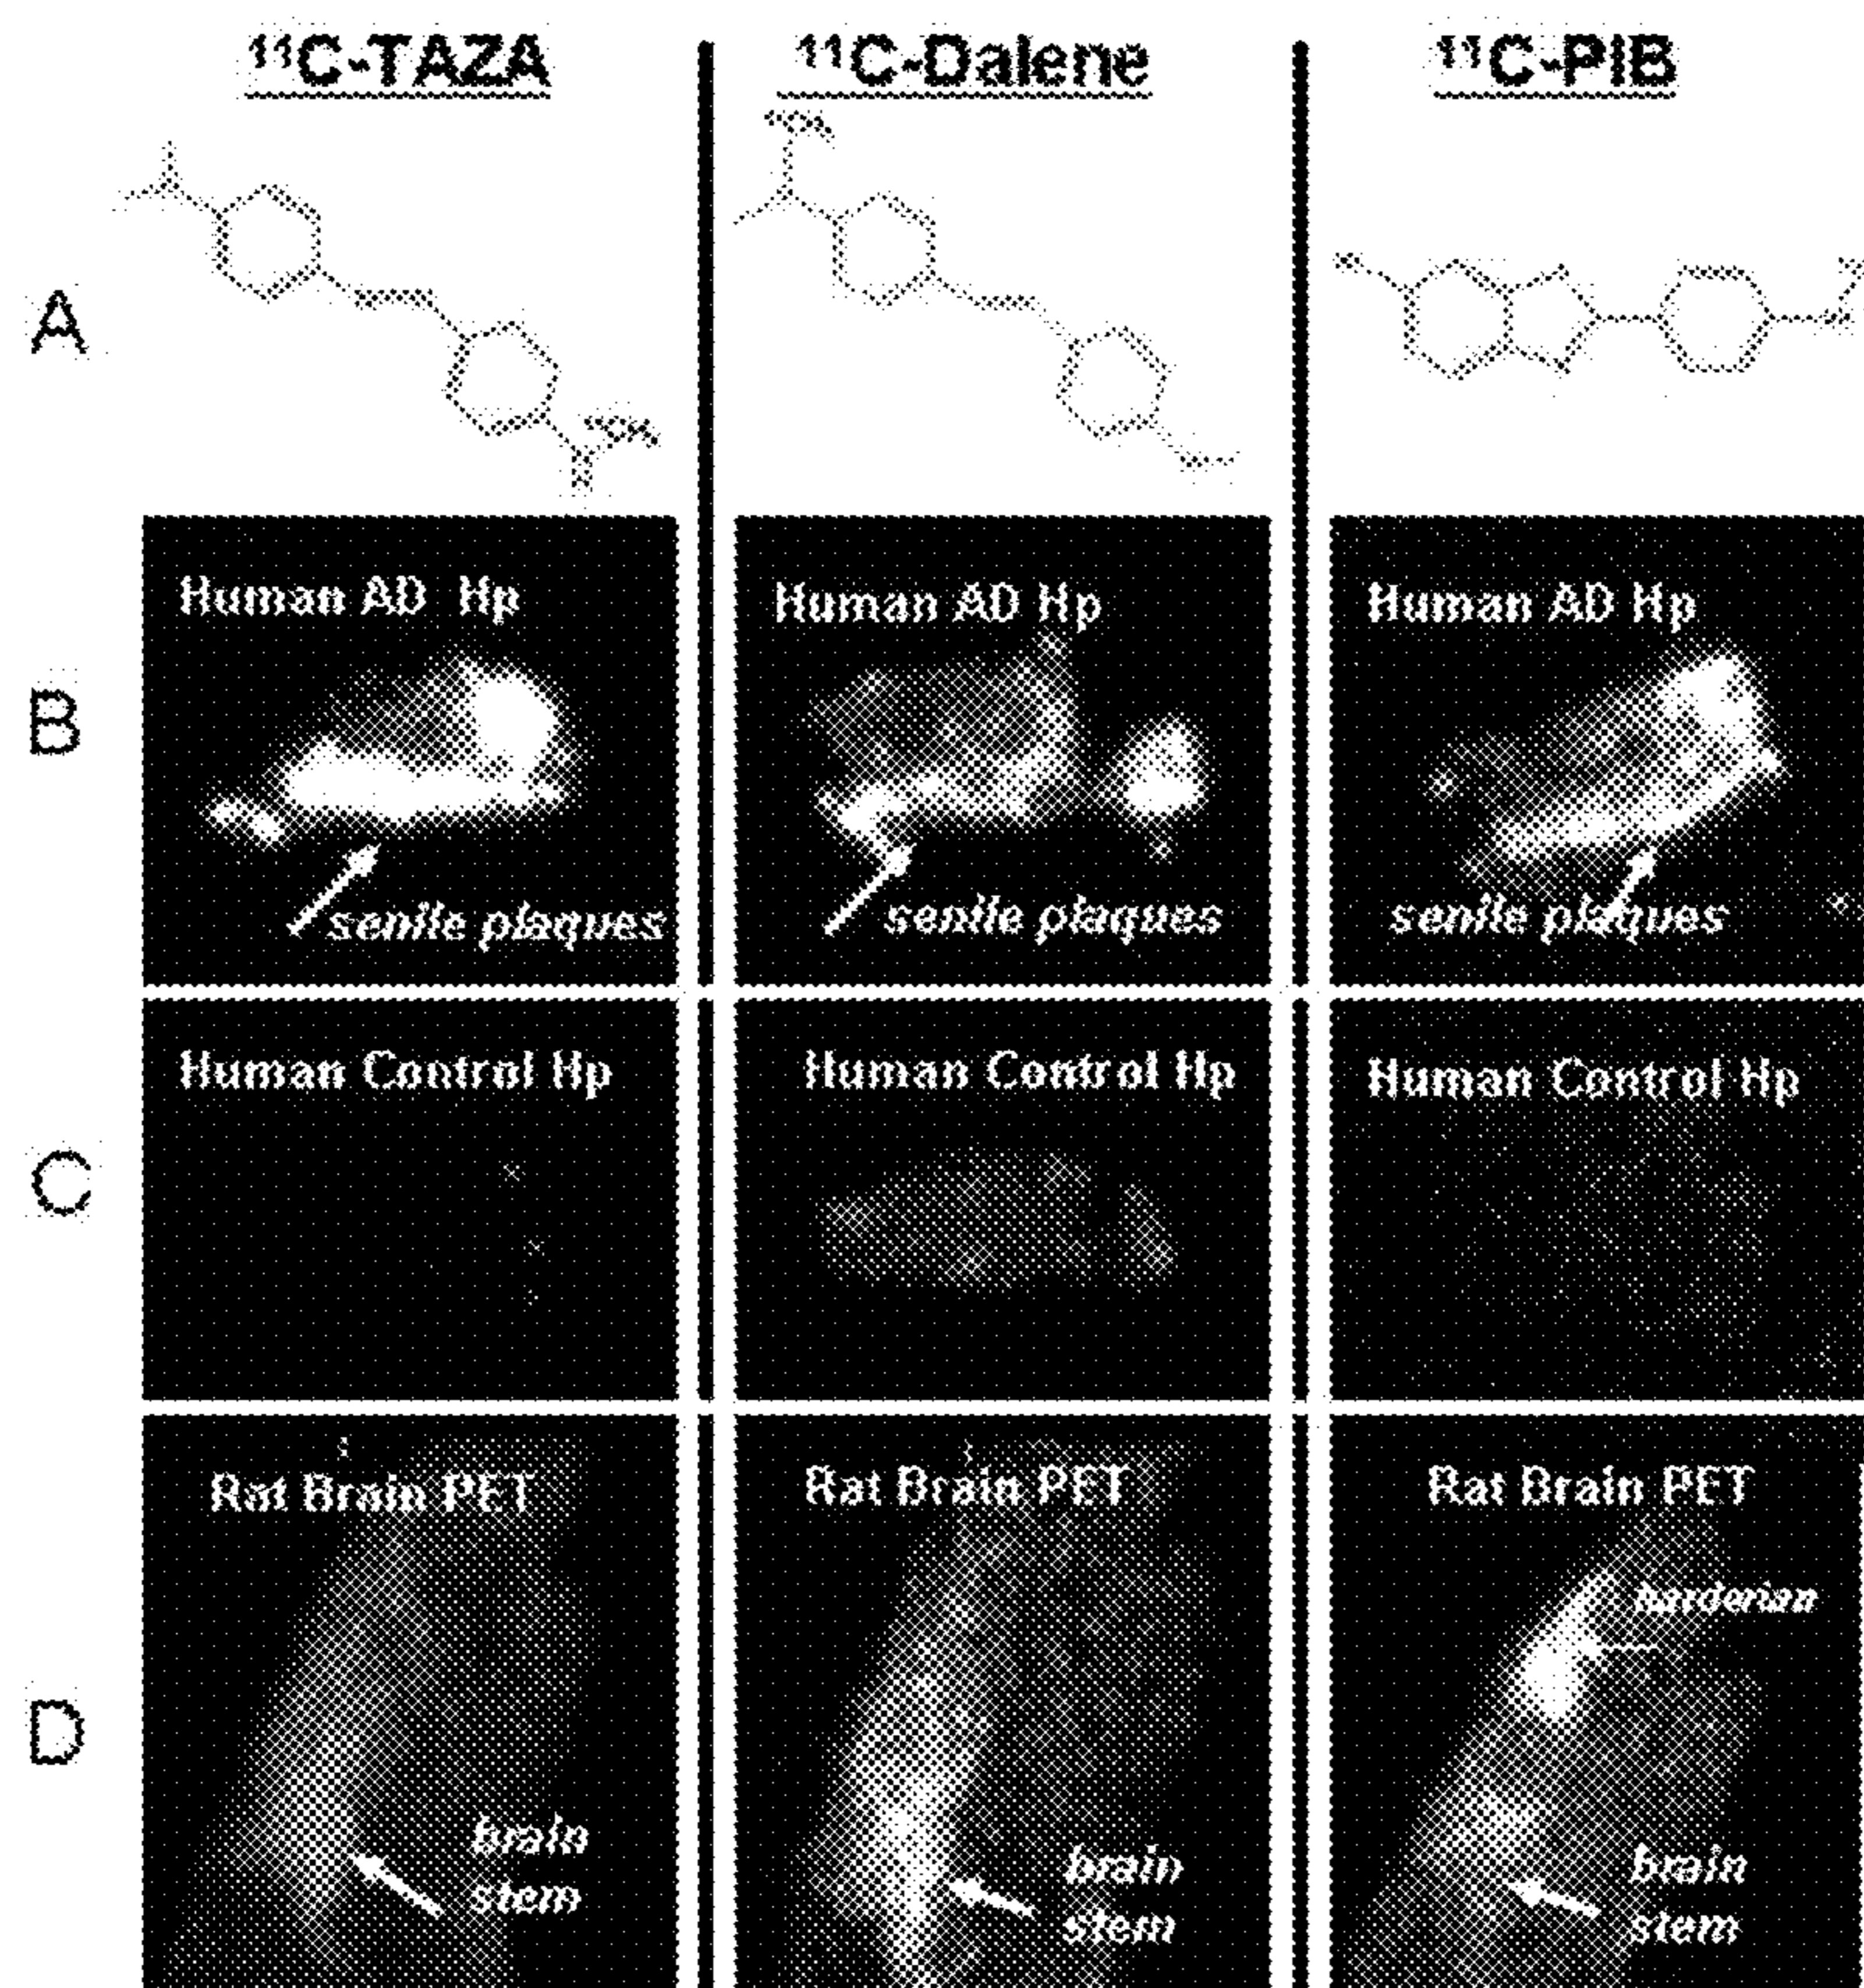 ¹¹C-TAZA
¹¹C-Dalene
¹¹C-PIB
A
B
Human AD Hp
senile plaques
Human AD Hp
senile plaques
Human AD Hp
senile plaques
C
Human Control Hp
Human Control Hp
Human Control Hp
D
Rat Brain PET
brain
stem
Rat Brain PET
brain
stem
Rat Brain PET
harderian
brain
stem